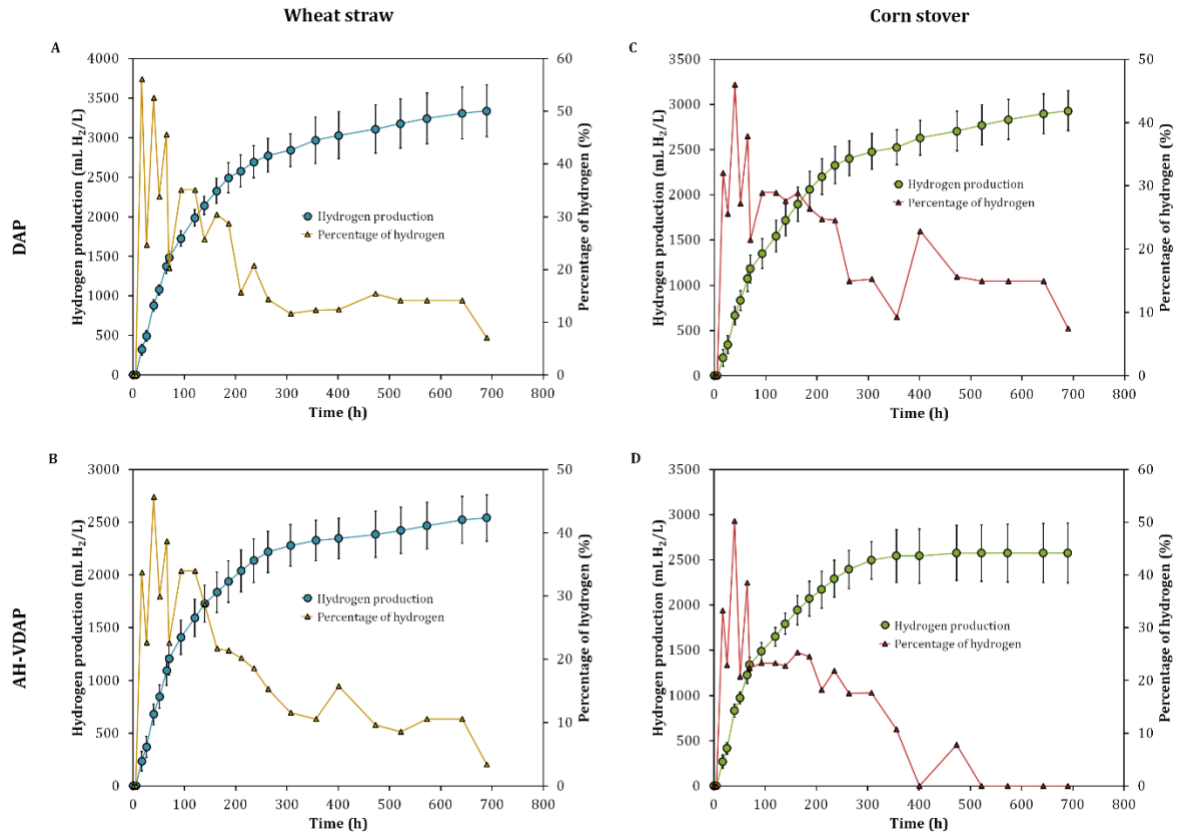 Wheat straw
Corn stover
DAP
AH-VDAP
A
Hydrogen production (mL H₂/L)
4000
3500
3000
2500
2000
1500
1000
500
0
60
50
40
30
20
10
0
Percentage of hydrogen (%)
Hydrogen production
Percentage of hydrogen
0 100 200 300 400 500 600 700 800
Time (h)
C
Hydrogen production (mL H₂/L)
3500
3000
2500
2000
1500
1000
500
0
50
40
30
20
10
0
Percentage of hydrogen (%)
Hydrogen production
Percentage of hydrogen
0 100 200 300 400 500 600 700 800
Time (h)
B
Hydrogen production (mL H₂/L)
3000
2500
2000
1500
1000
500
0
50
40
30
20
10
0
Percentage of hydrogen (%)
Hydrogen production
Percentage of hydrogen
0 100 200 300 400 500 600 700 800
Time (h)
D
Hydrogen production (mL H₂/L)
3500
3000
2500
2000
1500
1000
500
0
60
50
40
30
20
10
0
Percentage of hydrogen (%)
Hydrogen production
Percentage of hydrogen
0 100 200 300 400 500 600 700 800
Time (h)